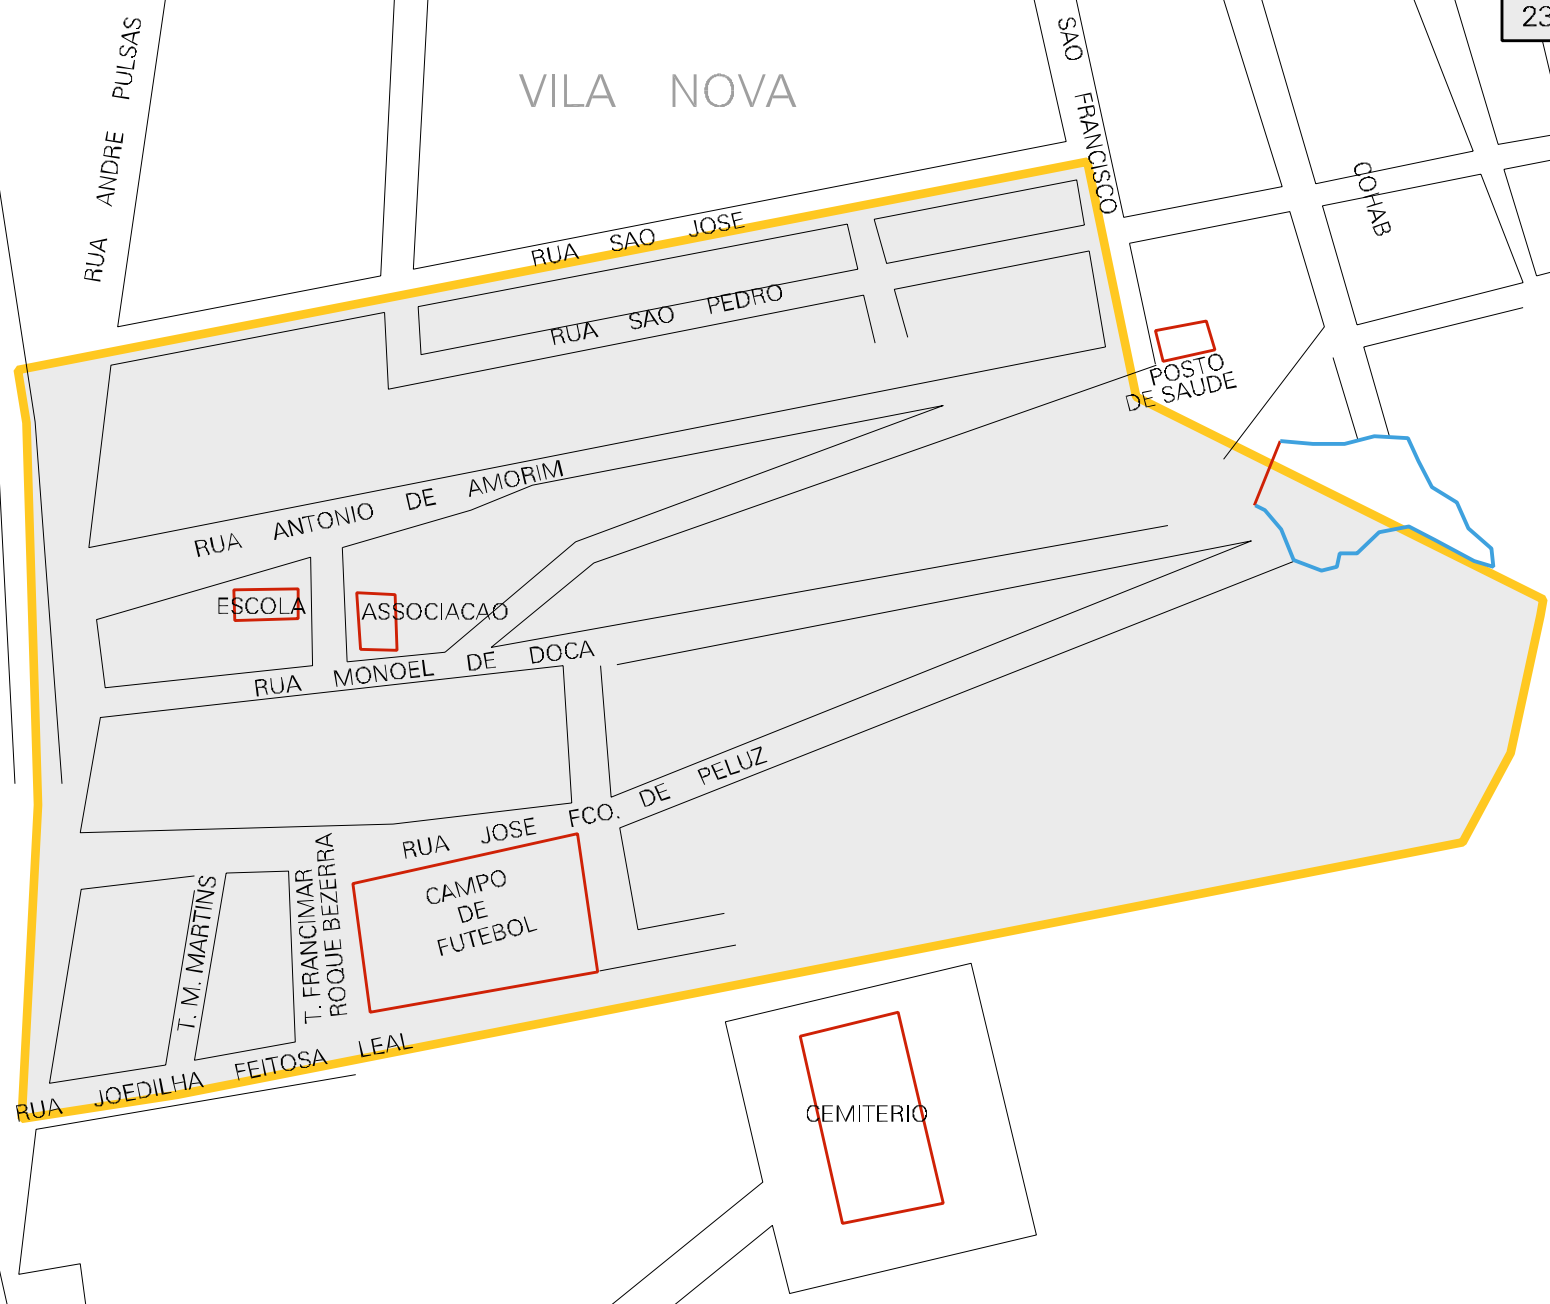 RUA ANDRE PULSAS
VILA NOVA
SAO FRANCISCO
23
COHAB
RUA SAO JOSE
RUA SAO PEDRO
POSTO
DE SAUDE
RUA ANTONIO DE AMORIM
ESCOLA
ASSOCIACAO
RUA MONOEL DE DOCA
RUA JOSE FCO. DE PELUZ
T. M. MARTINS
T. FRANCIMAR
ROQUE BEZERRA
CAMPO
DE
FUTEBOL
RUA JOEDILHA FEITOSA LEAL
CEMITERIO